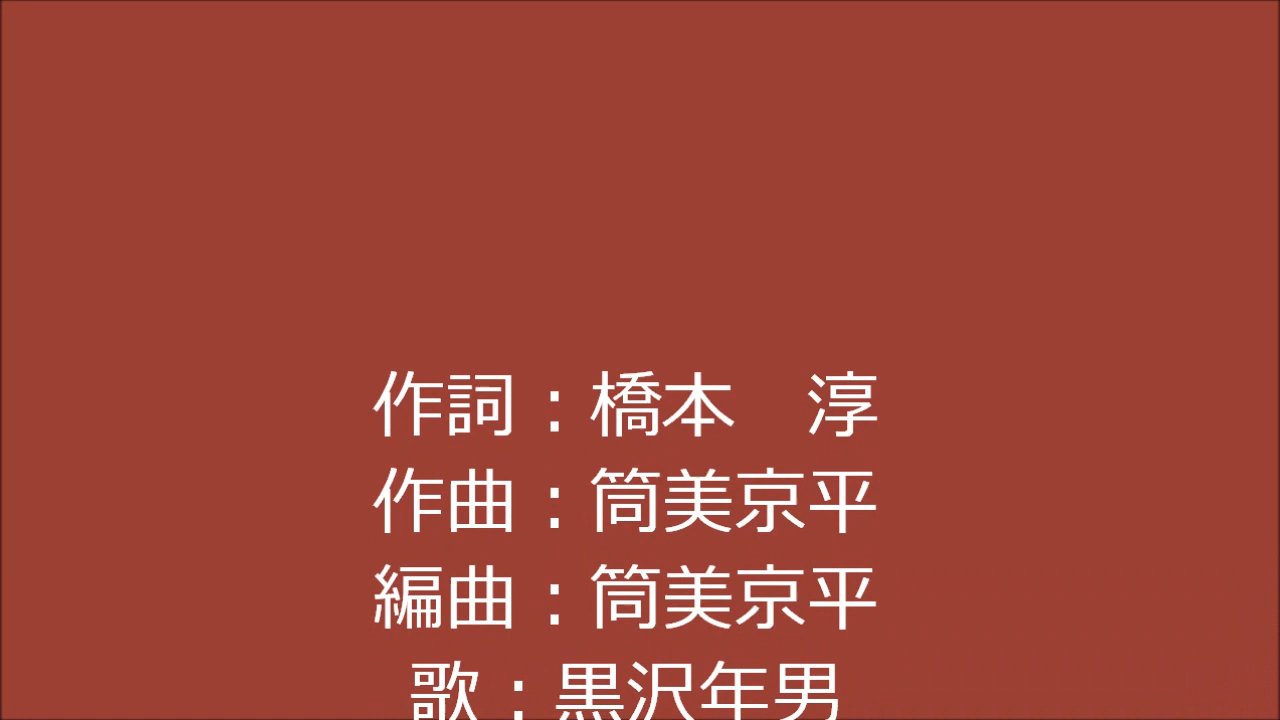 作詞：橋本　淳
作曲：筒美京平
編曲：筒美京平
歌：黒沢年男